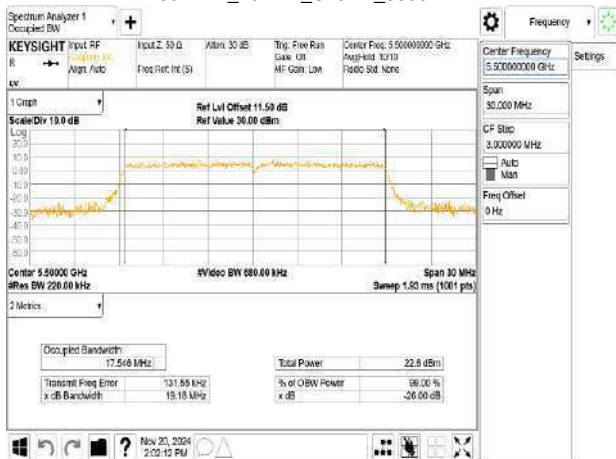 Spectrum Analyzer 1
Occupied BW
Frequency
KEYSIGHT
Input: RF
Align: Auto
Input Z: 50 Ω
Freq Ref: Int (S)
Atten: 30 dB
Trig: Free Run
Gate: Off
#IF Gain: Low
Center Freq: 5.500000000 GHz
Avg|Hold: 10/10
Radio Std: None
Center Frequency
5.500000000 GHz
Settings
Span
30.000 MHz
CF Step
3.000000 MHz
Auto
Man
Freq Offset
0 Hz
1 Graph
Scale/Div 10.0 dB
Ref Lvl Offset 11.50 dB
Ref Value 30.00 dBm
Log
20.0
10.0
0.00
-10.0
-20.0
-30.0
-40.0
-50.0
-60.0
Center 5.50000 GHz
#Res BW 220.00 kHz
#Video BW 680.00 kHz
Span 30 MHz
Sweep 1.93 ms (1001 pts)
2 Metrics
Occupied Bandwidth
17.546 MHz
Total Power
22.6 dBm
Transmit Freq Error
131.55 kHz
% of OBW Power
99.00 %
x dB Bandwidth
19.16 MHz
x dB
-26.00 dB
Nov 20, 2024
2:02:12 PM